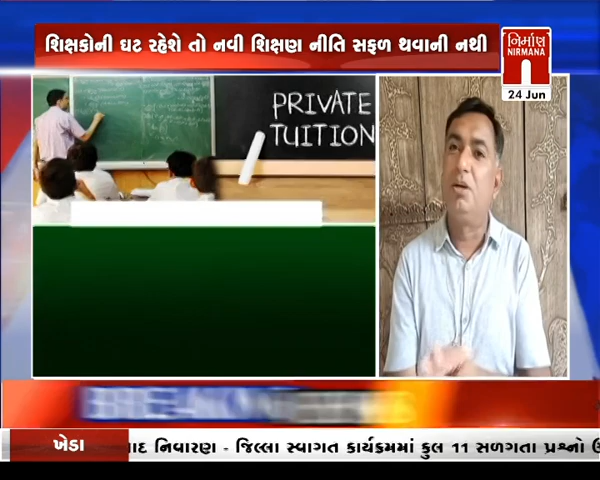 શિક્ષકોની ઘટ રહેશે તો નવી શિક્ષણ નીતિ સફળ થવાની નથી
નિર્માણ
NIRMANA
24 Jun
PRIVATE
TUITION
ખેડા
નિવારણ - જિલ્લા સ્વાગત કાર્યક્રમમાં કુલ 11 સળગતા પ્રશ્નો